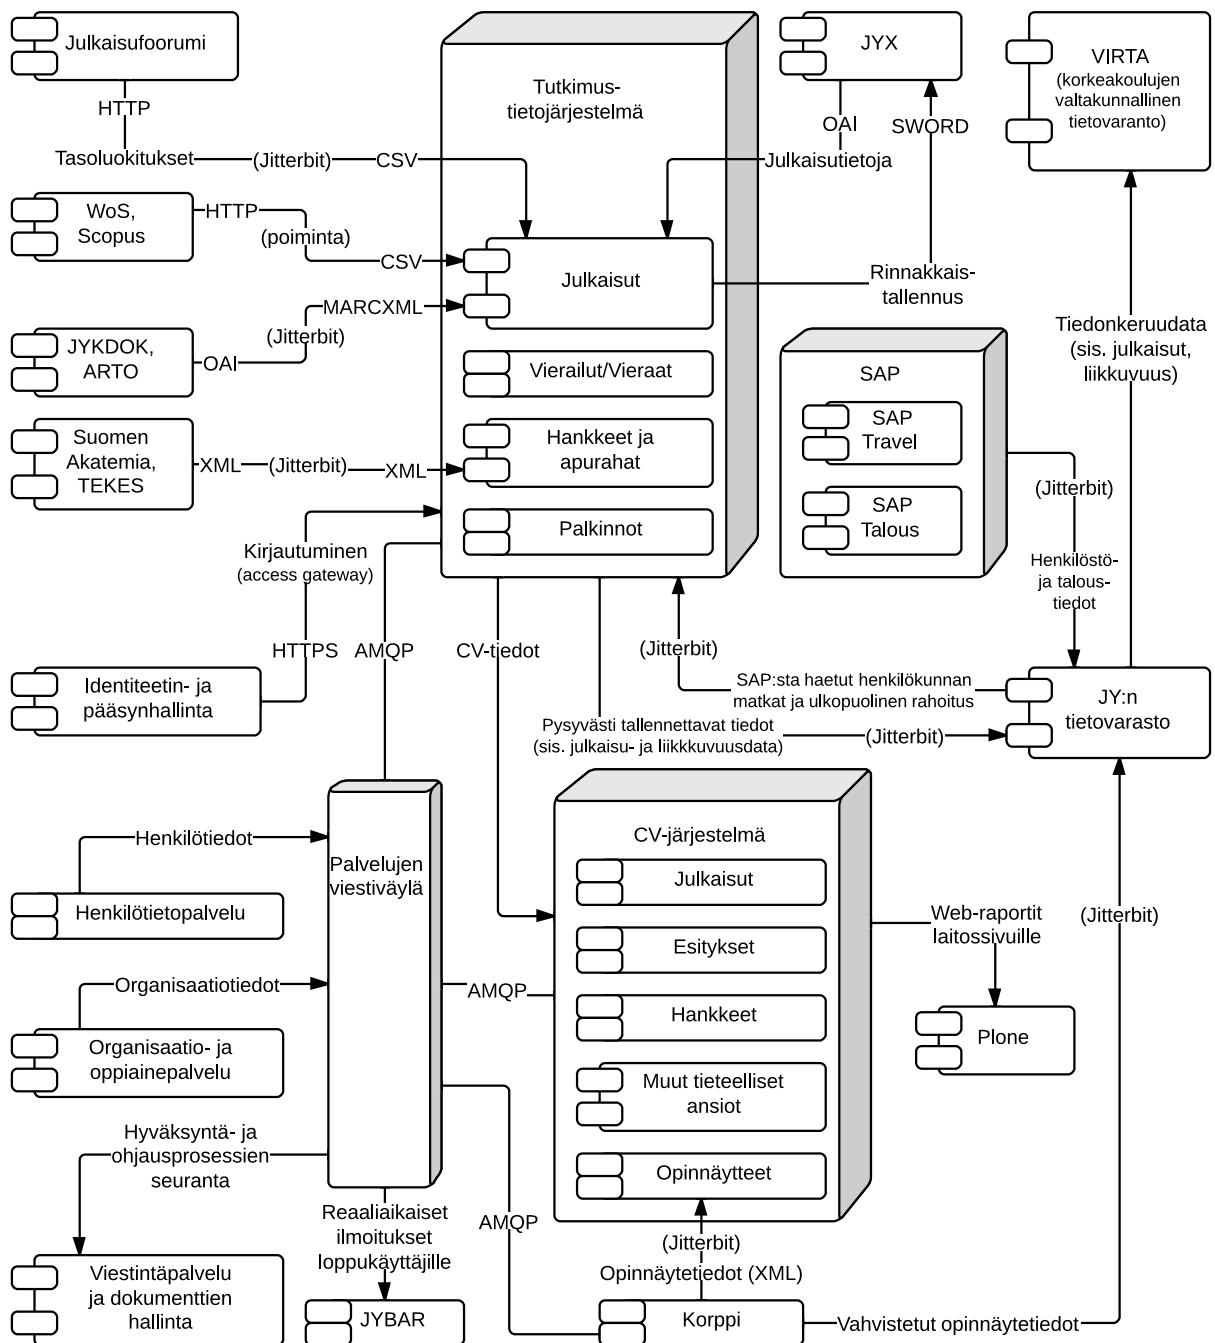 Julkaisufoorumi
HTTP
Tasoluokitukset
(Jitterbit)
CSV
WoS,
Scopus
HTTP
(poiminta)
CSV
JYKDOK,
ARTO
OAI
(Jitterbit)
MARCXML
Suomen
Akatemia,
TEKES
XML
(Jitterbit)
XML
Tutkimus-
tietojärjestelmä
Julkaisut
Vierailut/Vieraat
Hankkeet ja
apurahat
Palkinnot
JYX
OAI
SWORD
Julkaisutietoja
Rinnakkais-
tallennus
VIRTA
(korkeakoulujen
valtakunnallinen
tietovaranto)
Tiedonkeruudata
(sis. julkaisut,
liikkuvuus)
SAP
SAP
Travel
SAP
Talous
(Jitterbit)
Henkilöstö-
ja talous-
tiedot
Kirjautuminen
(access gateway)
HTTPS
AMQP
CV-tiedot
(Jitterbit)
Identiteetin- ja
pääsynhallinta
SAP:sta haetut henkilökunnan
matkat ja ulkopuolinen rahoitus
JY:n
tietovarasto
Pysyvästi tallennettavat tiedot
(sis. julkaisu- ja liikkkuvuusdata)
(Jitterbit)
Henkilötiedot
Henkilötietopalvelu
Palvelujen
viestiväylä
Organisaatiotiedot
Organisaatio- ja
oppiainepalvelu
AMQP
CV-järjestelmä
Julkaisut
Esitykset
Hankkeet
Muut tieteelliset
ansiot
Opinnäytteet
Web-raportit
laitossivuille
Plone
(Jitterbit)
Hyväksyntä- ja
ohjausprosessien
seuranta
Reaaliaikaiset
ilmoitukset
loppukäyttäjille
AMQP
(Jitterbit)
Opinnäytetiedot (XML)
Viestintäpalvelu
ja dokumenttien
hallinta
JYBAR
Korppi
Vahvistetut opinnäytetiedot